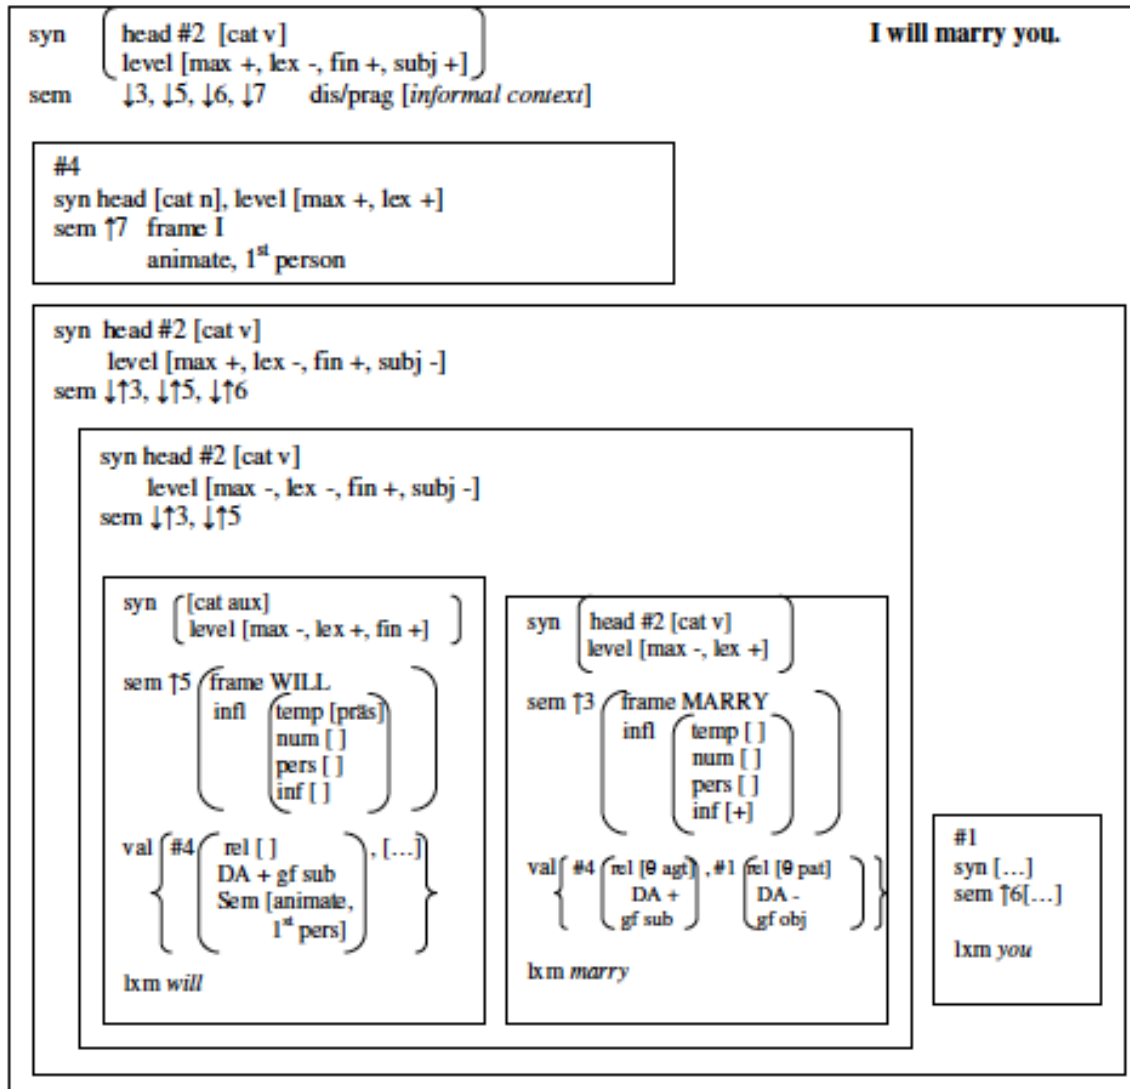 I will marry you.
syn head #2 [cat v]
level [max +, lex -, fin +, subj +]
sem ↓3, ↓5, ↓6, ↓7 dis/prag [informal context]
#4
syn head [cat n], level [max +, lex +]
sem ↑7 frame I
animate, 1st person
syn head #2 [cat v]
level [max +, lex -, fin +, subj -]
sem ↓↑3, ↓↑5, ↓↑6
syn head #2 [cat v]
level [max -, lex -, fin +, subj -]
sem ↓↑3, ↓↑5
syn [cat aux]
level [max -, lex +, fin +]
sem ↑5 frame WILL
infl temp [präs]
num [ ]
pers [ ]
inf [ ]
val #4 rel [ ] , [...]
DA + gf sub
Sem [animate,
1st pers]
lxm will
syn head #2 [cat v]
level [max -, lex +]
sem ↑3 frame MARRY
infl temp [ ]
num [ ]
pers [ ]
inf [+]
val #4 rel [θ agt] , #1 rel [θ pat]
DA + DA -
gf sub gf obj
lxm marry
#1
syn [...]
sem ↑6[...]
lxm you